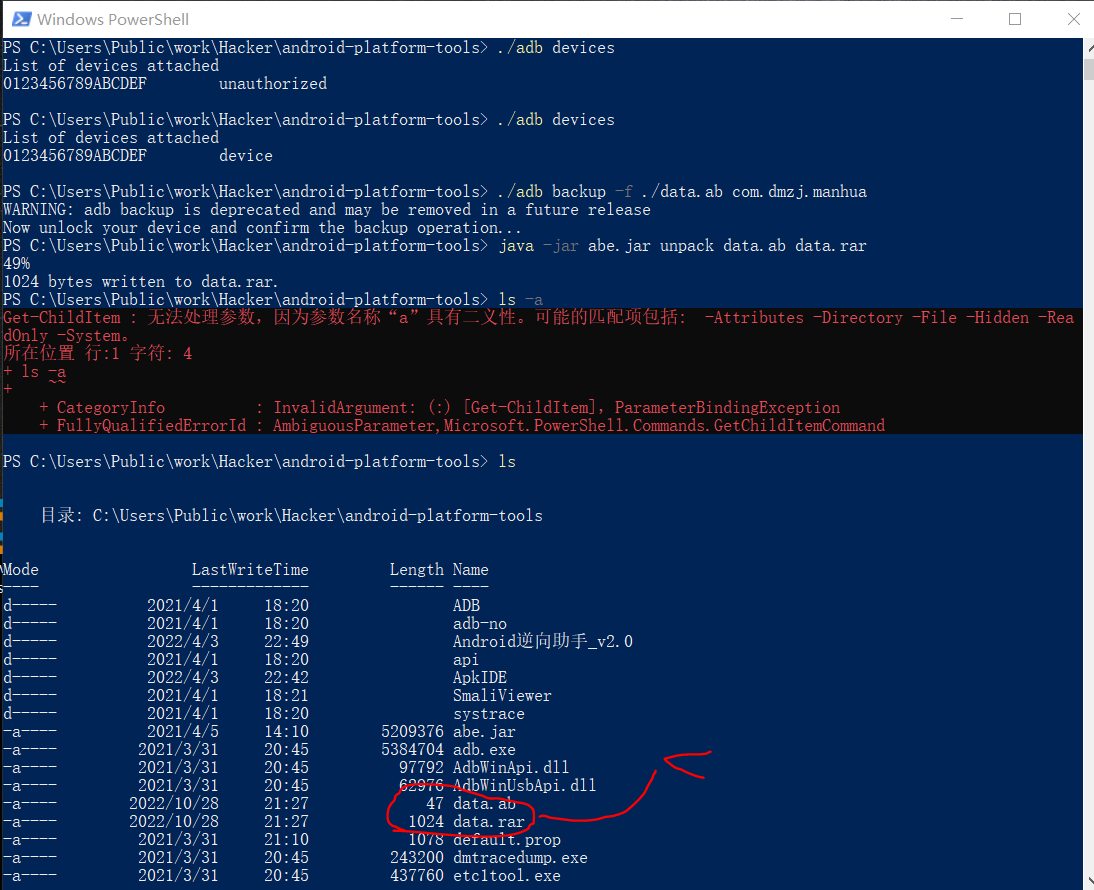 Windows PowerShell
PS C:\Users\Public\work\Hacker\android-platform-tools> ./adb devices
List of devices attached
0123456789ABCDEF        unauthorized
PS C:\Users\Public\work\Hacker\android-platform-tools> ./adb devices
List of devices attached
0123456789ABCDEF        device
PS C:\Users\Public\work\Hacker\android-platform-tools> ./adb backup -f ./data.ab com.dmzj.manhua
WARNING: adb backup is deprecated and may be removed in a future release
Now unlock your device and confirm the backup operation...
PS C:\Users\Public\work\Hacker\android-platform-tools> java -jar abe.jar unpack data.ab data.rar
49%
1024 bytes written to data.rar.
PS C:\Users\Public\work\Hacker\android-platform-tools> ls -a
Get-ChildItem : 无法处理参数，因为参数名称“a”具有二义性。可能的匹配项包括:  -Attributes -Directory -File -Hidden -Rea
dOnly -System。
所在位置 行:1 字符: 4
+ ls -a
+    ~~
    + CategoryInfo          : InvalidArgument: (:) [Get-ChildItem]，ParameterBindingException
    + FullyQualifiedErrorId : AmbiguousParameter,Microsoft.PowerShell.Commands.GetChildItemCommand
PS C:\Users\Public\work\Hacker\android-platform-tools> ls
目录: C:\Users\Public\work\Hacker\android-platform-tools
Mode                 LastWriteTime         Length Name
----                 -------------         ------ ----
d-----          2021/4/1     18:20                ADB
d-----          2021/4/1     18:20                adb-no
d-----          2022/4/3     22:49                Android逆向助手_v2.0
d-----          2021/4/1     18:20                api
d-----          2022/4/3     22:42                ApkIDE
d-----          2021/4/1     18:21                SmaliViewer
d-----          2021/4/1     18:20                systrace
-a----          2021/4/5     14:10        5209376 abe.jar
-a----         2021/3/31     20:45        5384704 adb.exe
-a----         2021/3/31     20:45          97792 AdbWinApi.dll
-a----         2021/3/31     20:45          62976 AdbWinUsbApi.dll
-a----        2022/10/28     21:27             47 data.ab
-a----        2022/10/28     21:27           1024 data.rar
-a----         2021/3/31     21:10           1078 default.prop
-a----         2021/3/31     20:45         243200 dmtracedump.exe
-a----         2021/3/31     20:45         437760 etc1tool.exe